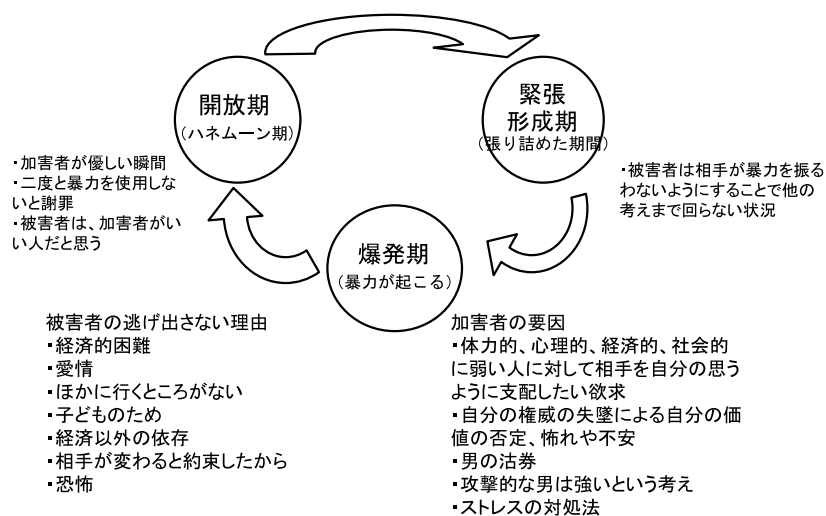 開放期
(ハネムーン期)
緊張
形成期
(張り詰めた期間)
・加害者が優しい瞬間
・二度と暴力を使用しな
いと謝罪
・被害者は、加害者がい
い人だと思う
・被害者は相手が暴力を振る
わないようにすることで他の
考えまで回らない状況
爆発期
(暴力が起こる)
被害者の逃げ出さない理由
・経済的困難
・愛情
・ほかに行くところがない
・子どものため
・経済以外の依存
・相手が変わると約束したから
・恐怖
加害者の要因
・体力的、心理的、経済的、社会的
に弱い人に対して相手を自分の思う
ように支配したい欲求
・自分の権威の失墜による自分の価
値の否定、怖れや不安
・男の沽券
・攻撃的な男は強いという考え
・ストレスの対処法